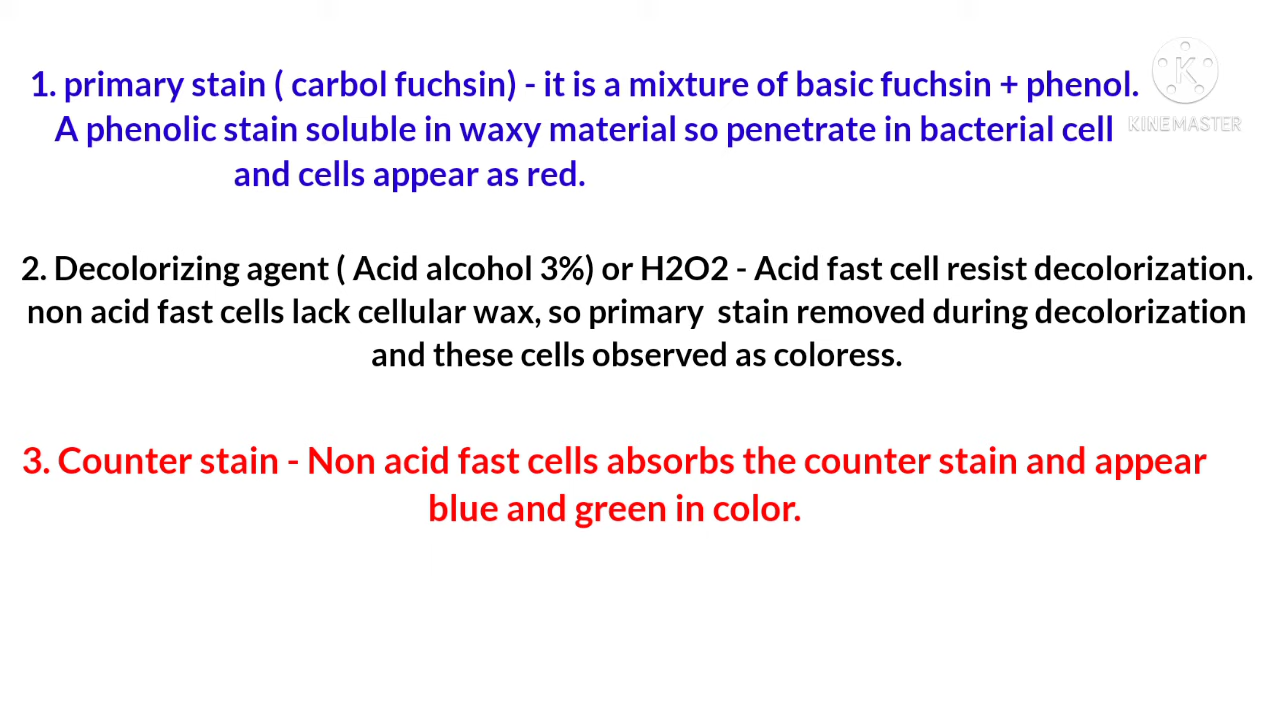 1. primary stain ( carbol fuchsin) - it is a mixture of basic fuchsin + phenol.
A phenolic stain soluble in waxy material so penetrate in bacterial cell
and cells appear as red.
K
KINEMASTER
2. Decolorizing agent ( Acid alcohol 3%) or H2O2 - Acid fast cell resist decolorization.
non acid fast cells lack cellular wax, so primary stain removed during decolorization
and these cells observed as coloress.
3. Counter stain - Non acid fast cells absorbs the counter stain and appear
blue and green in color.